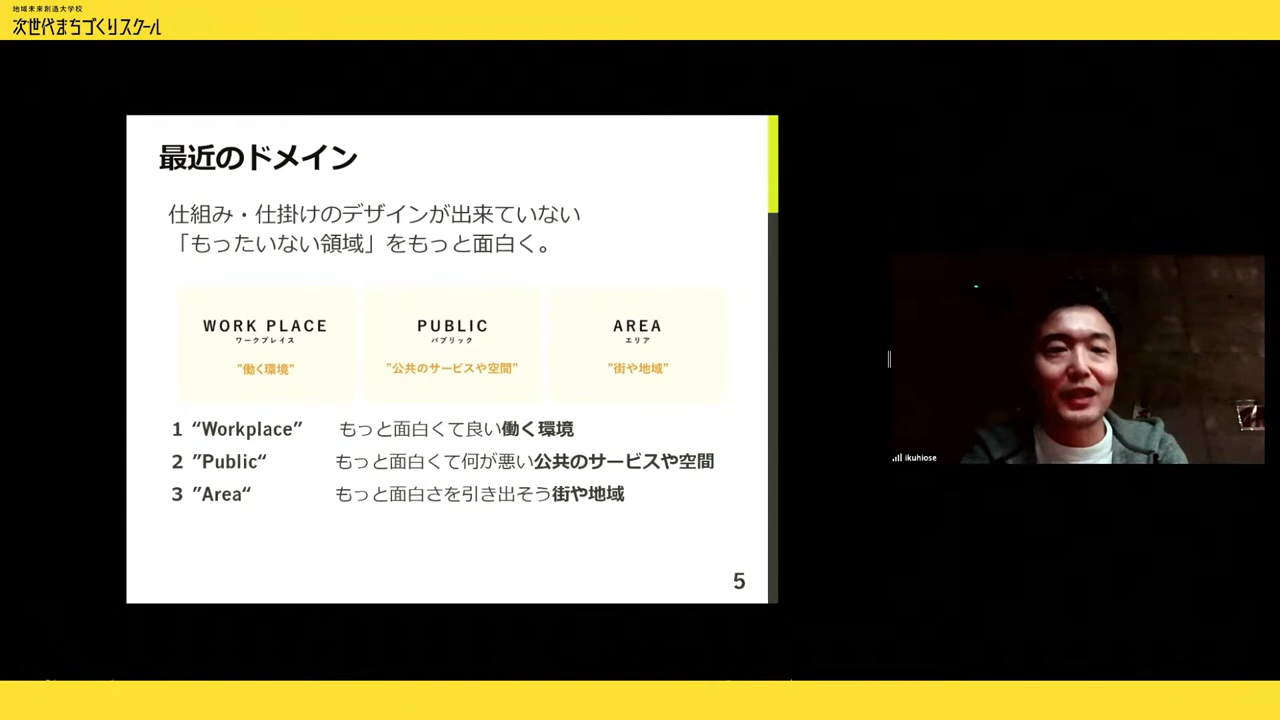 地域未来創造大学校
次世代まちづくりスクール
最近のドメイン
仕組み・仕掛けのデザインが出来ていない
「もったいない領域」をもっと面白く。
WORK PLACE
ワークプレイス
"働く環境"
PUBLIC
パブリック
"公共のサービスや空間"
AREA
エリア
"街や地域"
1 “Workplace” もっと面白くて良い働く環境
2 ”Public“ もっと面白くて何が悪い公共のサービスや空間
3 ”Area“ もっと面白さを引き出そう街や地域
5
ikuhiose